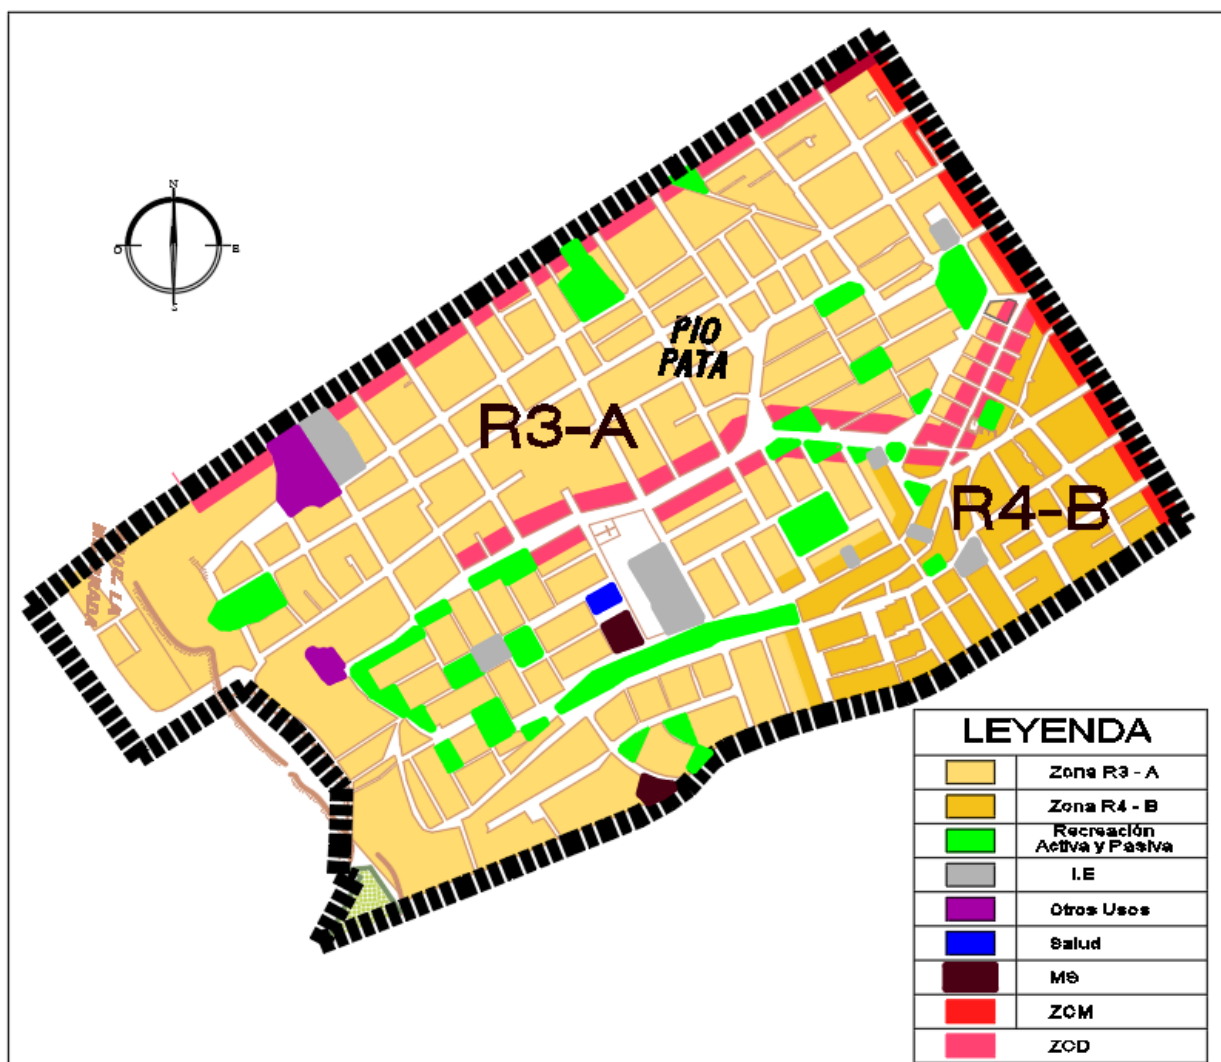 N
O
E
S
PIO
PATA
R3-A
R4-B
LEYENDA
Zona R3 - A
Zona R4 - B
Recreación
Activa y Pasiva
I.E
Otros Usos
Salud
MS
ZCM
ZCD